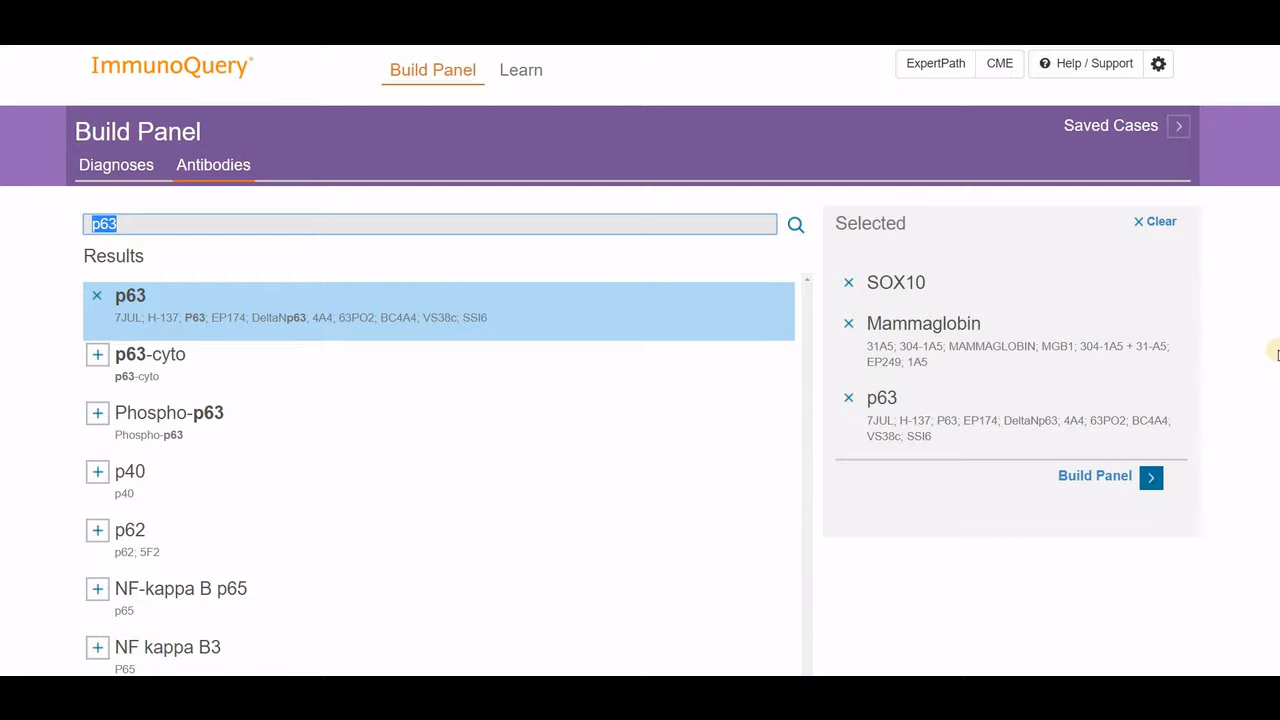 ImmunoQuery®
Build Panel
Learn
ExpertPath
CME
Help / Support
Build Panel
Saved Cases
Diagnoses
Antibodies
p63
Results
p63
7JUL; H-137; P63; EP174; DeltaNp63; 4A4; 63PO2; BC4A4; VS38c; SSI6
p63-cyto
p63-cyto
Phospho-p63
Phospho-p63
p40
p40
p62
p62; 5F2
NF-kappa B p65
p65
NF kappa B3
P65
Selected
Clear
SOX10
Mammaglobin
31A5; 304-1A5; MAMMAGLOBIN; MGB1; 304-1A5 + 31-A5;
EP249; 1A5
p63
7JUL; H-137; P63; EP174; DeltaNp63; 4A4; 63PO2; BC4A4;
VS38c; SSI6
Build Panel